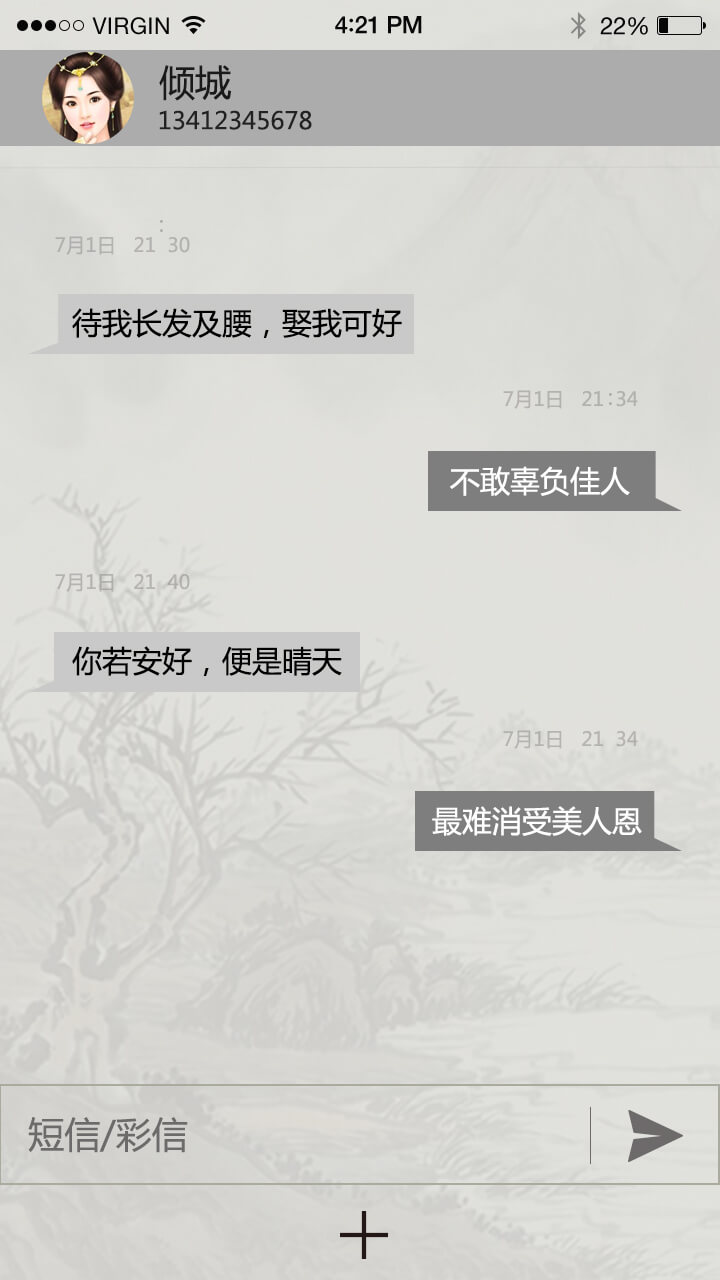 VIRGIN 4:21 PM 22%
倾城
13412345678
7月1日 21:30
待我长发及腰，娶我可好
7月1日 21:34
不敢辜负佳人
7月1日 21 40
你若安好，便是晴天
7月1日 21 34
最难消受美人恩
短信/彩信